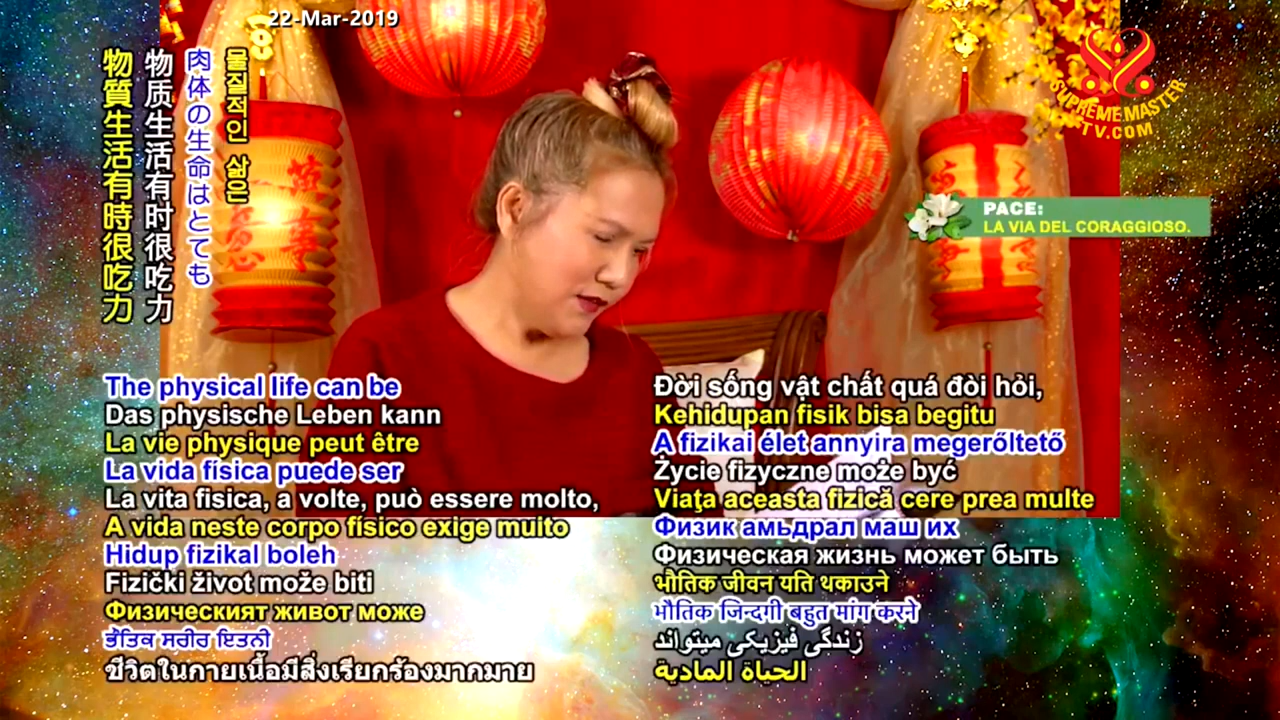 22-Mar-2019
SUPREME MASTER
TV.COM
物質生活有時很吃力
物质生活有时很吃力
肉体の生命はとても
물질적인 삶은
PACE:
LA VIA DEL CORAGGIOSO.
The physical life can be
Das physische Leben kann
La vie physique peut être
La vida física puede ser
La vita fisica, a volte, può essere molto,
A vida neste corpo físico exige muito
Hidup fizikal boleh
Fizički život može biti
Физическият живот може
ਭੌਤਿਕ ਸਰੀਰ ਇਤਨੀ
ชีวิตในกายเนื้อมีสิ่งเรียกร้องมากมาย
Đời sống vật chất quá đòi hỏi,
Kehidupan fisik bisa begitu
A fizikai élet annyira megerőltető
Życie fizyczne może być
Viaţa aceasta fizică cere prea multe
Физик амьдрал маш их
Физическая жизнь может быть
भौतिक जीवन यति थकाउने
भौतिक जिन्दगी बहुत मांग करने
زندگی فیزیکی میتواند
الحياة المادية